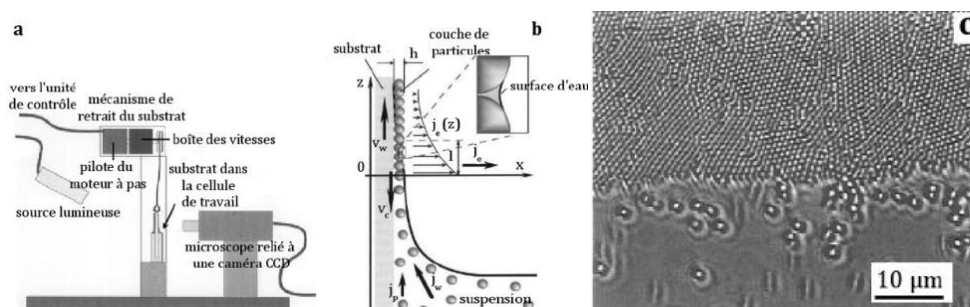 a
vers l'unité
de contrôle
mécanisme de
retrait du substrat
boîte des vitesses
pilote du
moteur à pas
substrat dans
la cellule
de travail
source lumineuse
microscope relié à
une caméra CCD
b
substrat
h
couche de
particules
z
surface d'eau
j_e(z)
v_w
l
j_e
0
x
v_c
j_w
j_p
suspension
c
10 µm